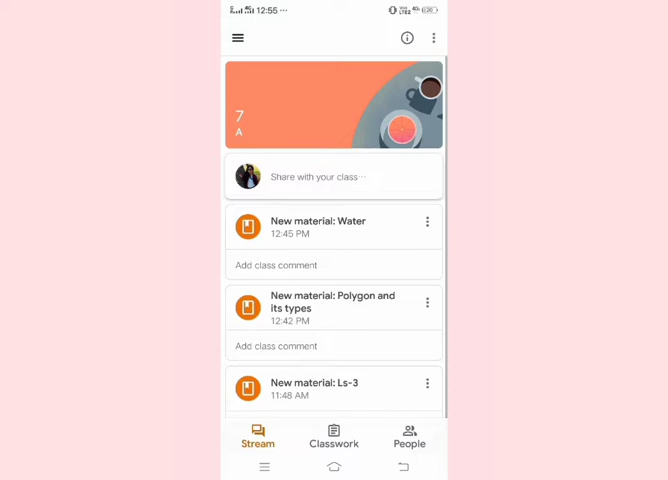 12:55
7
A
Share with your class...
New material: Water
12:45 PM
Add class comment
New material: Polygon and
its types
12:42 PM
Add class comment
New material: Ls-3
11:48 AM
Stream Classwork People